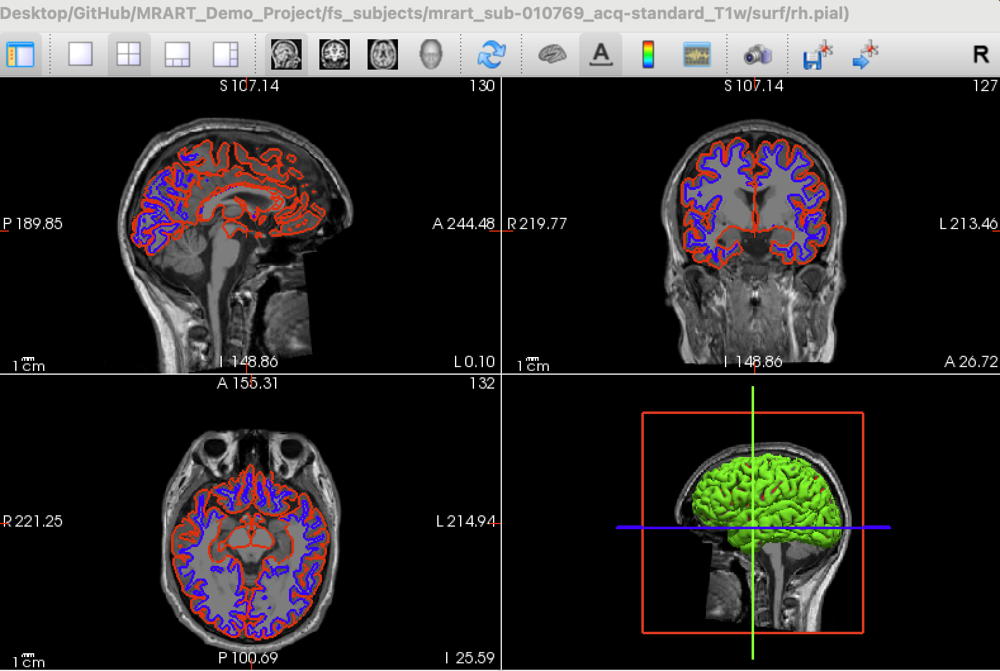 Desktop/GitHub/MRART_Demo_Project/fs_subjects/mrart_sub-010769_acq-standard_T1w/surf/rh.pial)
A
R
S 107.14
130
P 189.85
A 244.48
1 cm
I 148.86
L 0.10
S 107.14
127
R 219.77
L 213.46
1 cm
I 148.86
A 26.72
A 155.31
132
R 221.25
L 214.94
1 cm
P 100.69
I 25.59